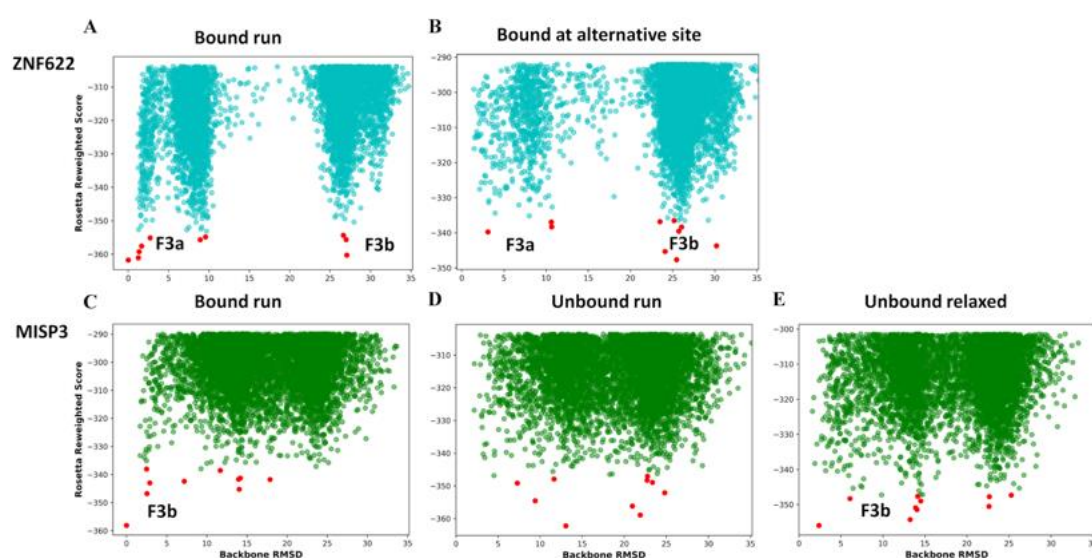 A
Bound run
B
Bound at alternative site
ZNF622
Rosetta Reweighted Score
−310
−320
−330
−340
−350
−360
F3a
F3b
0 5 10 15 20 25 30 35
−290
−300
−310
−320
−330
−340
−350
F3a
F3b
0 5 10 15 20 25 30 35
C
Bound run
D
Unbound run
E
Unbound relaxed
MISP3
Rosetta Reweighted Score
−290
−300
−310
−320
−330
−340
−350
−360
F3b
0 5 10 15 20 25 30 35
Backbone RMSD
−310
−320
−330
−340
−350
−360
0 5 10 15 20 25 30 35
Backbone RMSD
−300
−310
−320
−330
−340
−350
−360
F3b
0 5 10 15 20 25 30 35
Backbone RMSD